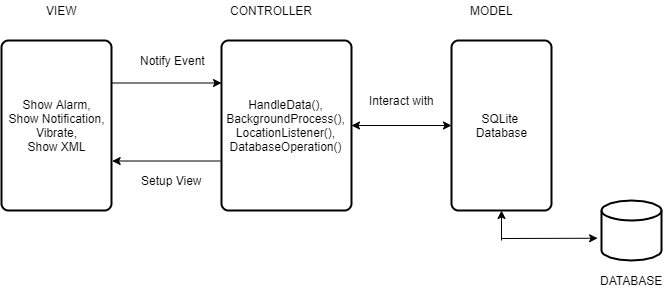 VIEW
CONTROLLER
MODEL
Notify Event
Show Alarm,
Show Notification,
Vibrate,
Show XML
HandleData(),
BackgroundProcess(),
LocationListener(),
DatabaseOperation()
Interact with
SQLite
Database
Setup View
DATABASE